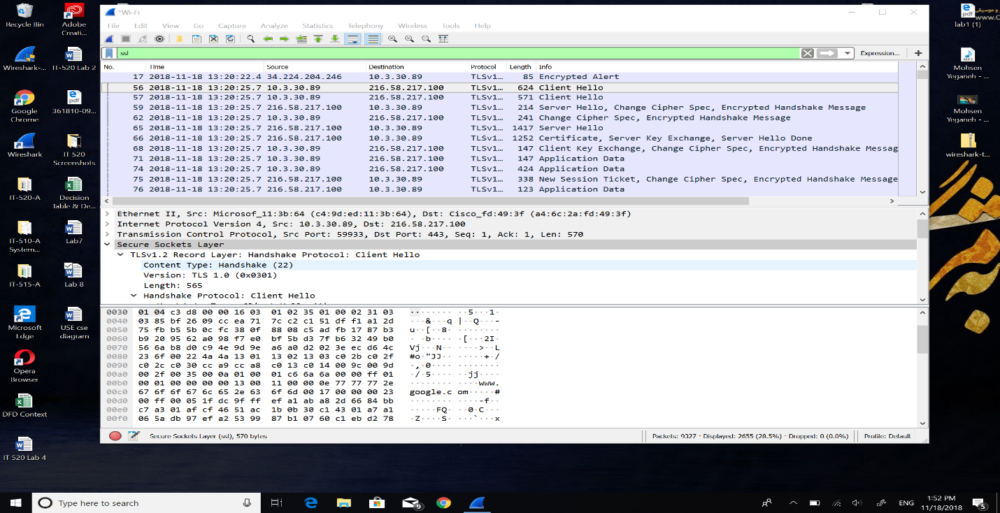 Recycle Bin
Adobe Creati...
Wireshark-...
IT-520 Lab 2
Google Chrome
361810-09...
Wireshark
IT 520 Screenshots
IT-520-A
Decision Table & De...
IT-510-A System...
Lab7
IT-515-A
Lab 8
Microsoft Edge
USE cse diagram
Opera Browser
DFD Context
IT 520 Lab 4
*Wi-Fi
File Edit View Go Capture Analyze Statistics Telephony Wireless Tools Help
ssl
Expression... +
No. Time Source Destination Protocol Length Info
17 2018-11-18 13:20:22.4 34.224.204.246 10.3.30.89 TLSv1... 85 Encrypted Alert
56 2018-11-18 13:20:25.7 10.3.30.89 216.58.217.100 TLSv1... 624 Client Hello
57 2018-11-18 13:20:25.7 10.3.30.89 216.58.217.100 TLSv1... 571 Client Hello
59 2018-11-18 13:20:25.7 216.58.217.100 10.3.30.89 TLSv1... 214 Server Hello, Change Cipher Spec, Encrypted Handshake Message
62 2018-11-18 13:20:25.7 10.3.30.89 216.58.217.100 TLSv1... 241 Change Cipher Spec, Encrypted Handshake Message
65 2018-11-18 13:20:25.7 216.58.217.100 10.3.30.89 TLSv1... 1417 Server Hello
66 2018-11-18 13:20:25.7 216.58.217.100 10.3.30.89 TLSv1... 1252 Certificate, Server Key Exchange, Server Hello Done
68 2018-11-18 13:20:25.7 10.3.30.89 216.58.217.100 TLSv1... 147 Client Key Exchange, Change Cipher Spec, Encrypted Handshake Messag
71 2018-11-18 13:20:25.7 10.3.30.89 216.58.217.100 TLSv1... 147 Application Data
74 2018-11-18 13:20:25.7 10.3.30.89 216.58.217.100 TLSv1... 424 Application Data
75 2018-11-18 13:20:25.7 216.58.217.100 10.3.30.89 TLSv1... 338 New Session Ticket, Change Cipher Spec, Encrypted Handshake Message
76 2018-11-18 13:20:25.7 216.58.217.100 10.3.30.89 TLSv1... 123 Application Data
Ethernet II, Src: Microsof_11:3b:64 (c4:9d:ed:11:3b:64), Dst: Cisco_fd:49:3f (a4:6c:2a:fd:49:3f)
Internet Protocol Version 4, Src: 10.3.30.89, Dst: 216.58.217.100
Transmission Control Protocol, Src Port: 59933, Dst Port: 443, Seq: 1, Ack: 1, Len: 570
Secure Sockets Layer
TLSv1.2 Record Layer: Handshake Protocol: Client Hello
Content Type: Handshake (22)
Version: TLS 1.0 (0x0301)
Length: 565
Handshake Protocol: Client Hello
0030 01 04 c3 d8 00 00 16 03 01 02 35 01 00 02 31 03 ·········5···1·
0040 03 85 bf 26 09 cc ea 71 7c c2 c1 51 df f1 a1 2d ···&···q |··Q···-
0050 75 fb b5 5b 0c fc 38 0f 88 08 c5 ad fb 17 87 b3 u··[··8· ········
0060 b9 20 95 62 a0 98 f7 e0 bf 5b d3 7f b6 32 49 b0 · ·b···· ·[···2I·
0070 56 6a b8 d0 c9 4e 9d 9e a6 a0 d2 02 3e ec d6 4c Vj···N·· ····>··L
0080 23 6f 00 22 4a 4a 13 01 13 02 13 03 c0 2b c0 2f #o·"JJ·· ·····+·/
0090 c0 2c c0 30 cc a9 cc a8 c0 13 c0 14 00 9c 00 9d ·,·0···· ········
00a0 00 2f 00 35 00 0a 01 00 01 c6 6a 6a 00 00 ff 01 ·/·5···· ··jj····
00b0 00 01 00 00 00 00 13 00 11 00 00 0e 77 77 77 2e ········ ····www.
00c0 67 6f 6f 67 6c 65 2e 63 6f 6d 00 17 00 00 00 23 google.c om·····#
00d0 00 ff 00 05 1f dc 9f ff ef a1 ab a8 2d 66 84 bb ········ ····-f··
00e0 c7 a3 01 af cf 46 51 ac 1b 0b 30 c1 43 01 a7 a1 ·····FQ· ··0·C···
00f0 06 5a db 97 ef a2 53 99 87 b1 07 60 c1 eb d2 78 ·Z····S· ···`···x
Secure Sockets Layer (ssl), 570 bytes
Packets: 9327 · Displayed: 2655 (28.5%) · Dropped: 0 (0.0%)
Profile: Default
lab1 (1)
Mohsen Yeganeh - ...
Mohsen Yeganeh - ...
wireshark-t...
Type here to search
9
ENG
1:52 PM
11/18/2018
5